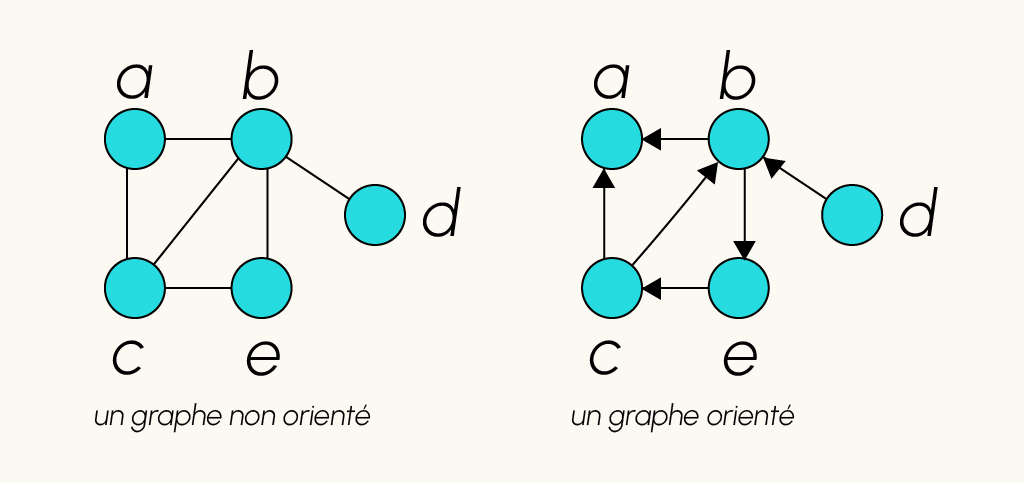 a b
d
c e
un graphe non orienté
a b
d
c e
un graphe orienté